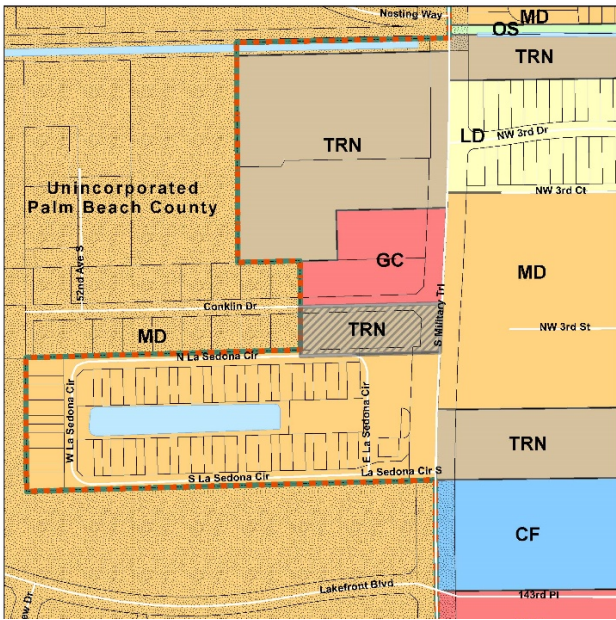 Nesting Way
MD
OS
TRN
LD
NW 3rd Dr
TRN
NW 3rd Ct
Unincorporated
Palm Beach County
52nd Ave S
GC
MD
Conklin Dr
S Military Trl
MD
TRN
NW 3rd St
N La Sedona Cir
W La Sedona Cir
E La Sedona Cir
TRN
S La Sedona Cir
La Sedona Cir S
CF
Lakefront Blvd
143rd Pl
ew Dr